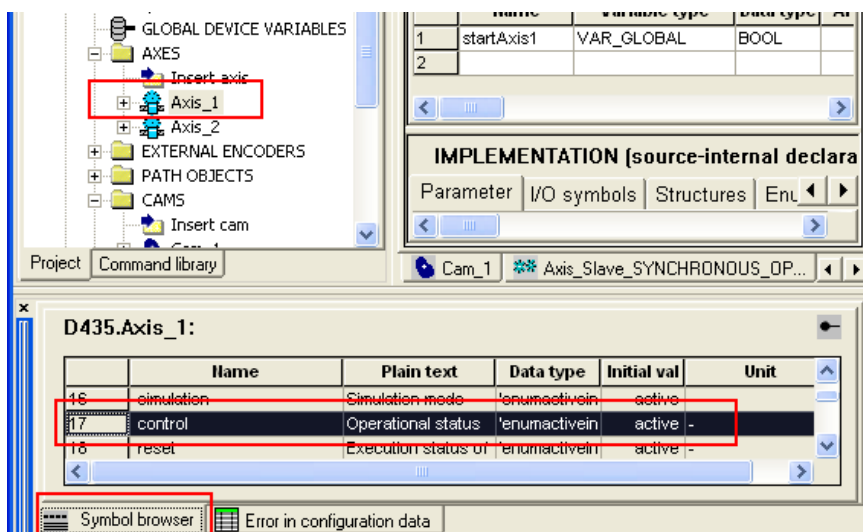 GLOBAL DEVICE VARIABLES
AXES
Insert axis
Axis_1
Axis_2
EXTERNAL ENCODERS
PATH OBJECTS
CAMS
Insert cam
Project Command library
Name Variable type Data type
1 startAxis1 VAR_GLOBAL BOOL
2
IMPLEMENTATION (source-internal declara
Parameter I/O symbols Structures Enu
Cam_1 Axis_Slave_SYNCHRONOUS_OP...
D435.Axis_1:
Name Plain text Data type Initial val Unit
16 simulation Simulation mode 'enumactivein active -
17 control Operational status 'enumactivein active -
18 reset Execution status of 'enumactivein active -
Symbol browser Error in configuration data